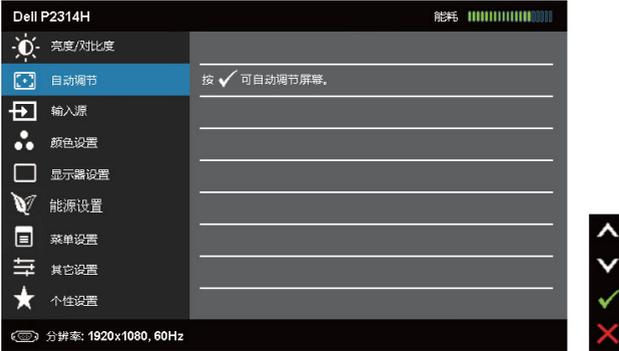 Dell P2314H 能耗
亮度/对比度
自动调节 按 可自动调节屏幕。
输入源
颜色设置
显示器设置
能源设置
菜单设置
其它设置
个性设置
分辨率: 1920x1080, 60Hz